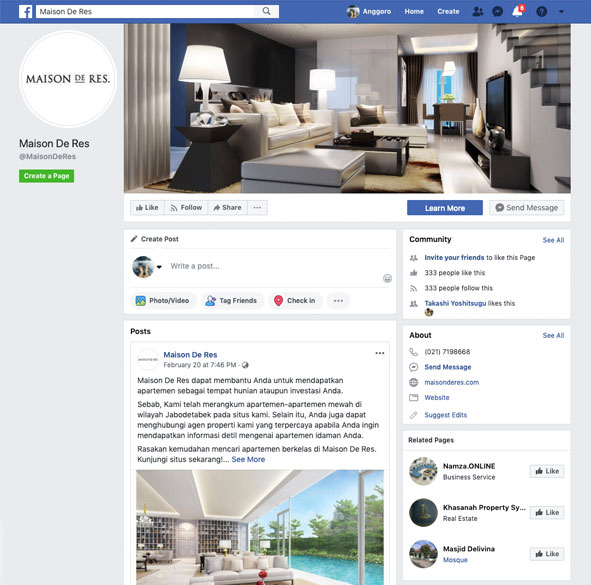 Maison De Res
Anggoro
Home
Create
8
MAISON DE RES.
Maison De Res
@MaisonDeRes
Create a Page
Like
Follow
Share
Learn More
Send Message
Create Post
Write a post...
Photo/Video
Tag Friends
Check in
Posts
Maison De Res
February 20 at 7:46 PM ·
Maison De Res dapat membantu Anda untuk mendapatkan
apartemen sebagai tempat hunian ataupun investasi Anda.
Sebab, Kami telah merangkum apartemen-apartemen mewah di
wilayah Jabodetabek pada situs kami. Selain itu, Anda juga dapat
menghubungi agen properti kami yang terpercaya apabila Anda ingin
mendapatkan informasi detil mengenai apartemen idaman Anda.
Rasakan kemudahan mencari apartemen berkelas di Maison De Res.
Kunjungi situs sekarang!... See More
Community
See All
Invite your friends to like this Page
333 people like this
333 people follow this
Takashi Yoshitsugu likes this
About
See All
(021) 7198668
Send Message
maisonderes.com
Website
Suggest Edits
Related Pages
Namza.ONLINE
Business Service
Like
Khasanah Property Sy...
Real Estate
Like
Masjid Delivina
Mosque
Like